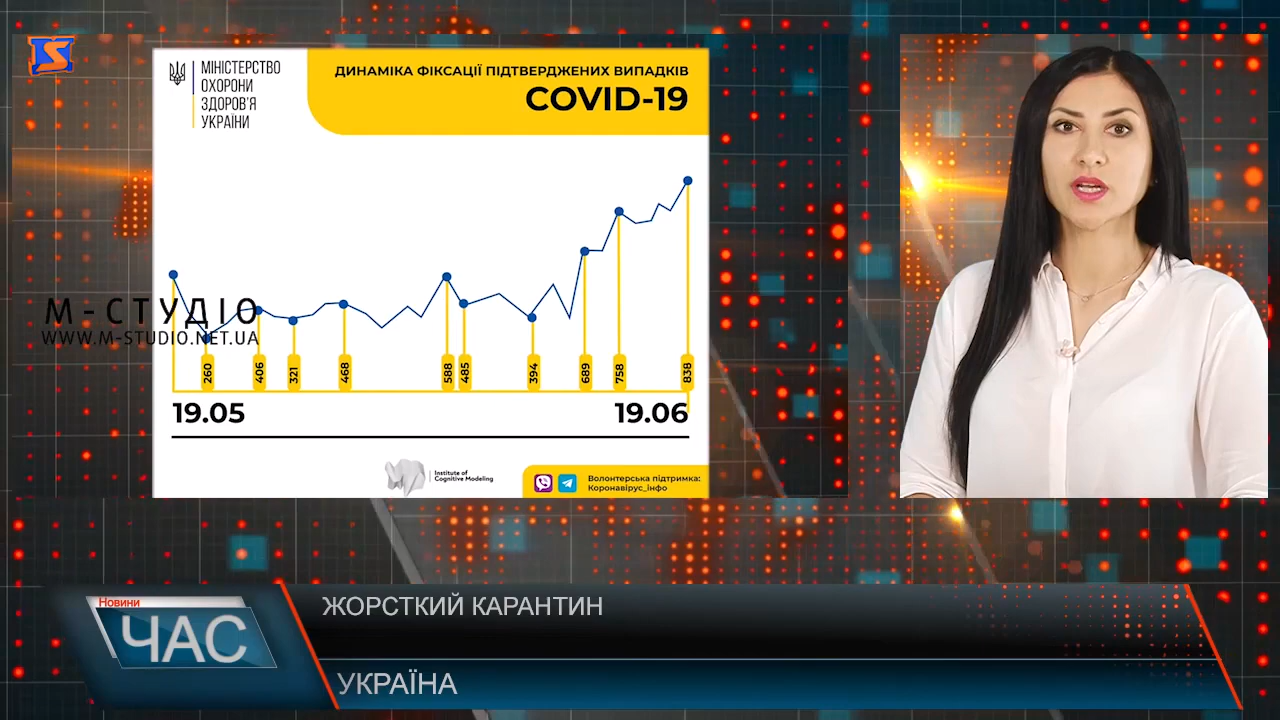 S
МІНІСТЕРСТВО
ОХОРОНИ
ЗДОРОВ'Я
УКРАЇНИ
ДИНАМІКА ФІКСАЦІЇ ПІДТВЕРДЖЕНИХ ВИПАДКІВ
COVID-19
М-СТУДІО
WWW.M-STUDIO.NET.UA
260
406
321
468
588
485
394
689
758
838
19.05
19.06
Institute of
Cognitive Modeling
Волонтерська підтримка:
Коронавірус_інфо
Новини
ЧАС
ЖОРСТКИЙ КАРАНТИН
УКРАЇНА